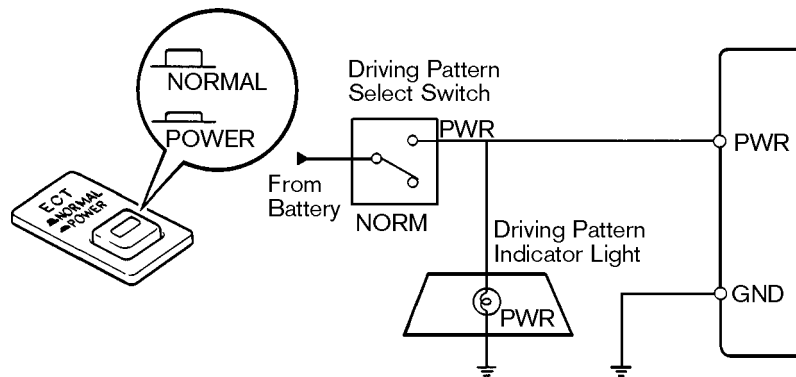 NORMAL
POWER
ECT
NORMAL
POWER
Driving Pattern
Select Switch
PWR
From
Battery
NORM
Driving Pattern
Indicator Light
PWR
PWR
GND